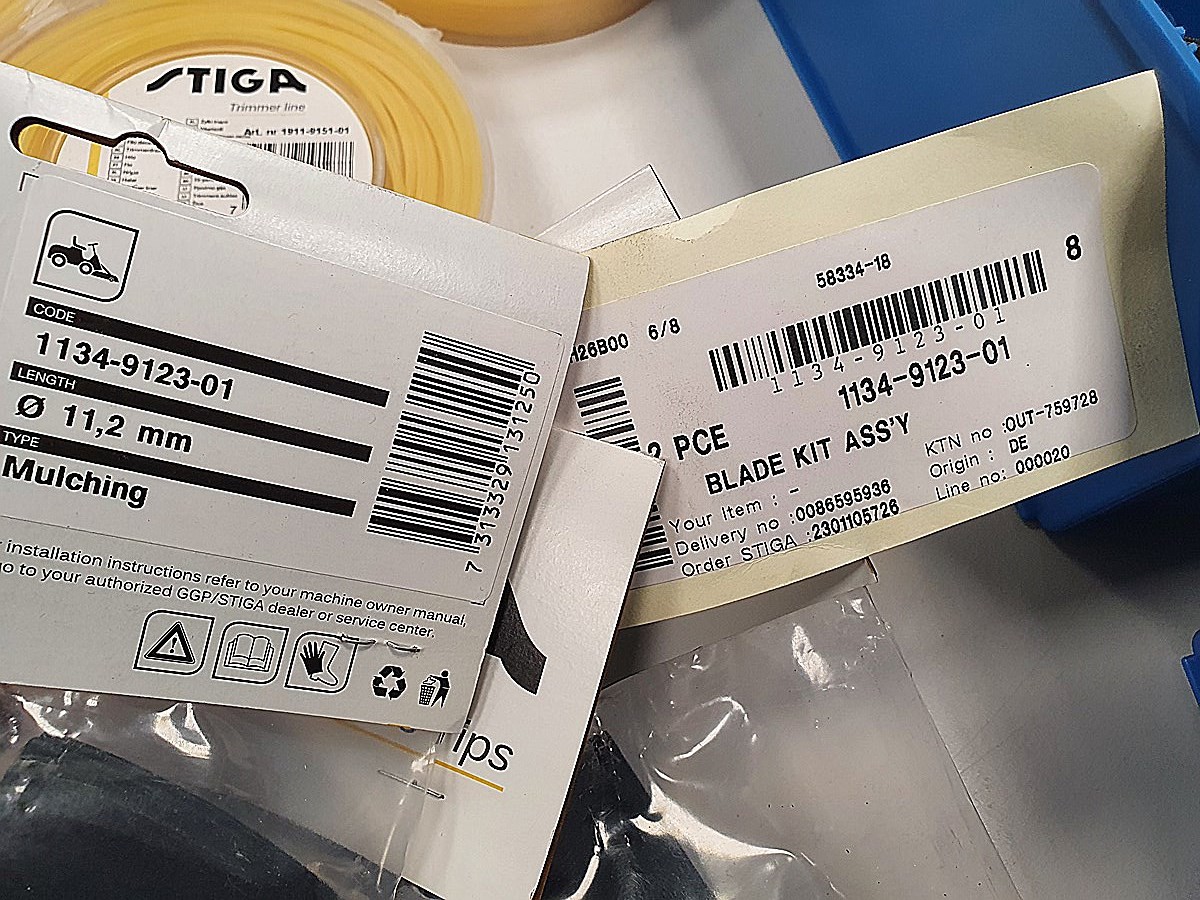 STIGA
Trimmer line
Art. nr 1911-9151-01
7
CODE
1134-9123-01
LENGTH
Ø 11,2 mm
TYPE
Mulching
7 313329 131250
installation instructions refer to your machine owner manual,
go to your authorized GGP/STIGA dealer or service center.
58334-18
8
6/8
1134-9123-01
1134-9123-01
2 PCE
BLADE KIT ASS'Y
Your Item : -
Delivery no :0086595936
Order STIGA :2301105726
KTN no :OUT-759728
Origin : DE
Line no: 000020